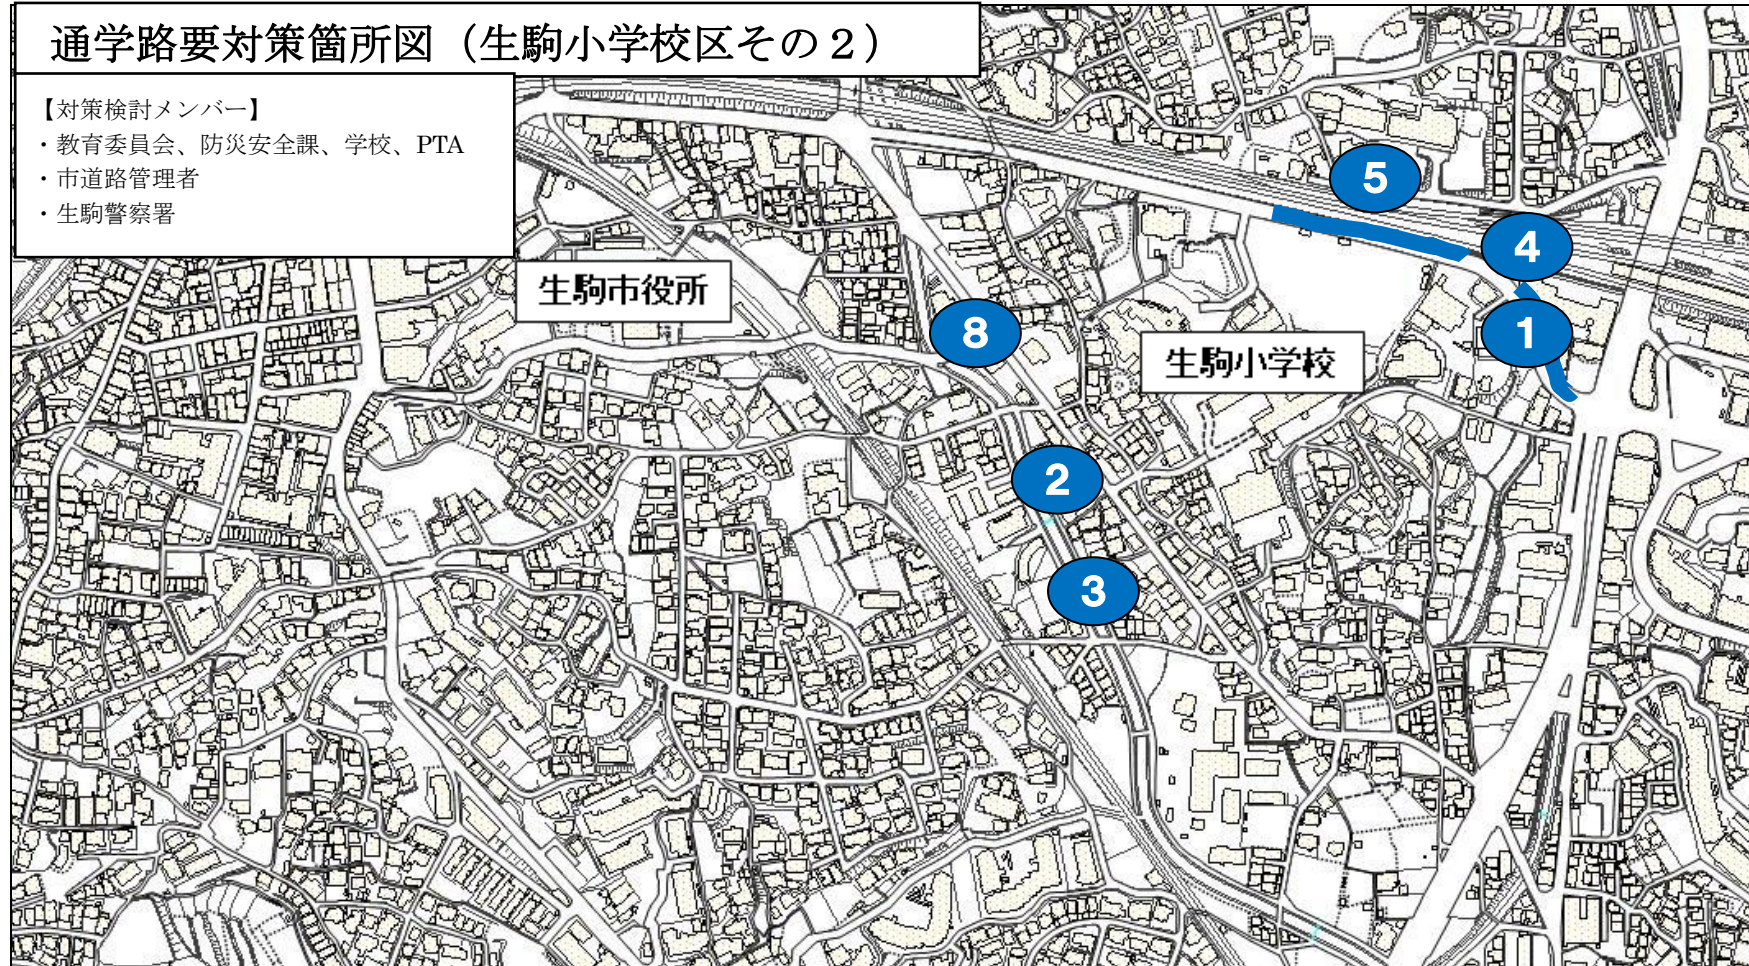 通学路要対策箇所図（生駒小学校区その２）
【対策検討メンバー】
・教育委員会、防災安全課、学校、PTA
・市道路管理者
・生駒警察署
5
4
生駒市役所
8
1
生駒小学校
2
3